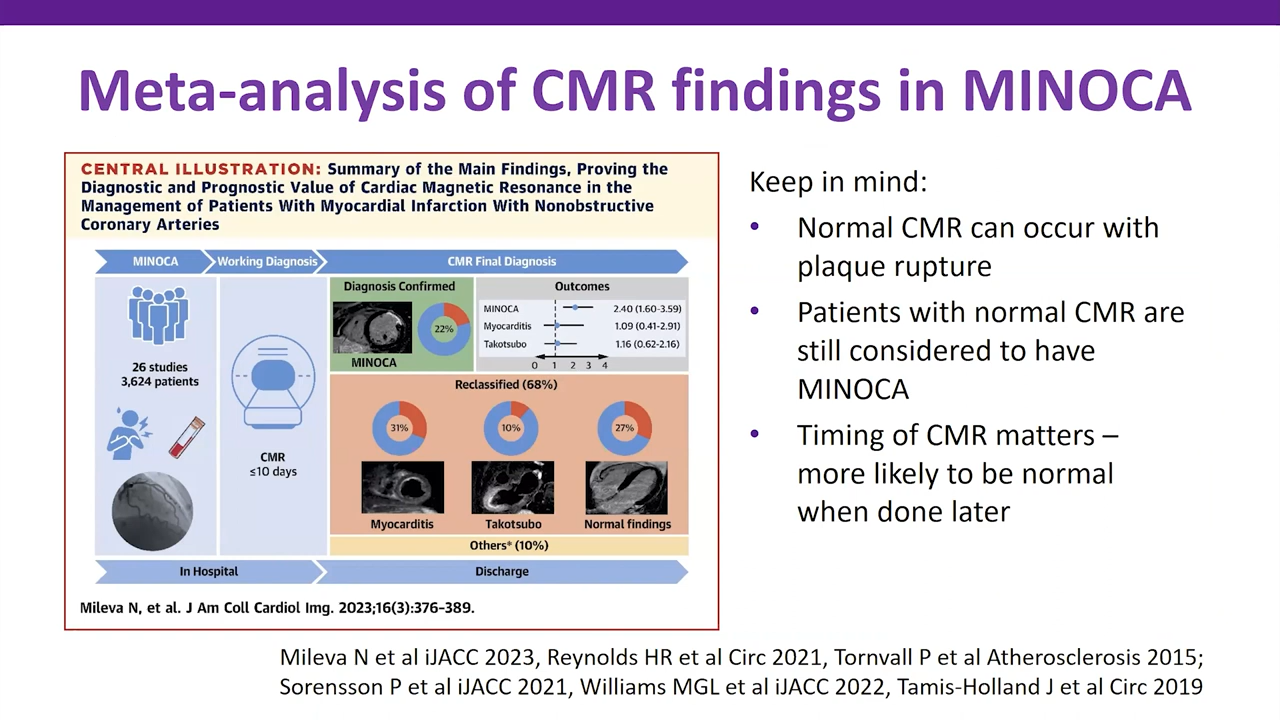 Meta-analysis of CMR findings in MINOCA
CENTRAL ILLUSTRATION: Summary of the Main Findings, Proving the
Diagnostic and Prognostic Value of Cardiac Magnetic Resonance in the
Management of Patients With Myocardial Infarction With Nonobstructive
Coronary Arteries
MINOCA
Working Diagnosis
CMR Final Diagnosis
26 studies
3,624 patients
CMR
≤10 days
Diagnosis Confirmed
22%
MINOCA
Outcomes
MINOCA 2.40 (1.60-3.59)
Myocarditis 1.09 (0.41-2.91)
Takotsubo 1.16 (0.62-2.16)
0 1 2 3 4
Reclassified (68%)
31% 10% 27%
Myocarditis Takotsubo Normal findings
Others* (10%)
In Hospital
Discharge
Mileva N, et al. J Am Coll Cardiol Img. 2023;16(3):376–389.
Keep in mind:
• Normal CMR can occur with
plaque rupture
• Patients with normal CMR are
still considered to have
MINOCA
• Timing of CMR matters –
more likely to be normal
when done later
Mileva N et al iJACC 2023, Reynolds HR et al Circ 2021, Tornvall P et al Atherosclerosis 2015;
Sorensson P et al iJACC 2021, Williams MGL et al iJACC 2022, Tamis-Holland J et al Circ 2019